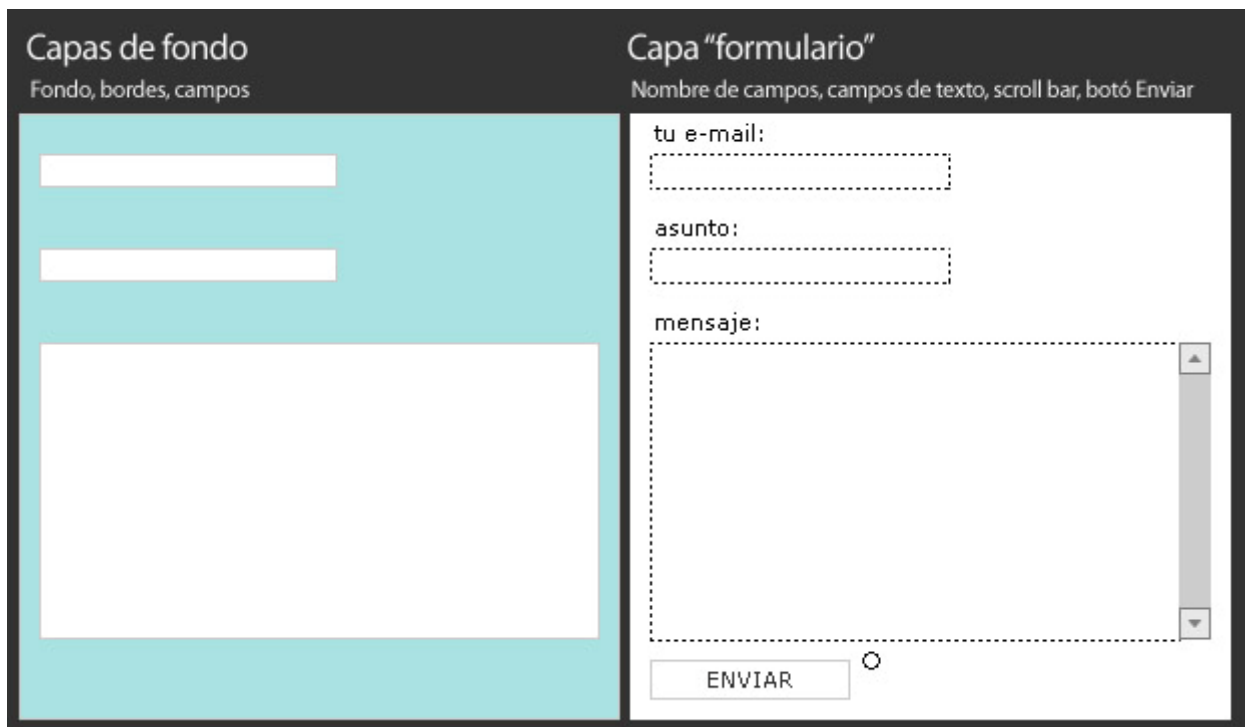 Capas de fondo
Fondo, bordes, campos
Capa “formulario”
Nombre de campos, campos de texto, scroll bar, botó Enviar
tu e-mail:
asunto:
mensaje:
ENVIAR